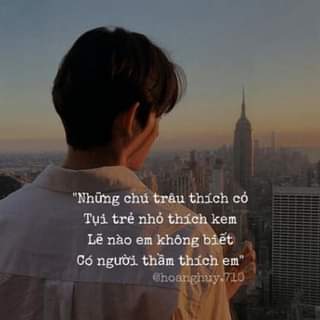 "Những chú trâu thích cỏ
Tụi trẻ nhỏ thích kem
Lẽ nào em không biết
Có người thầm thích em"
@hoanghuy.710